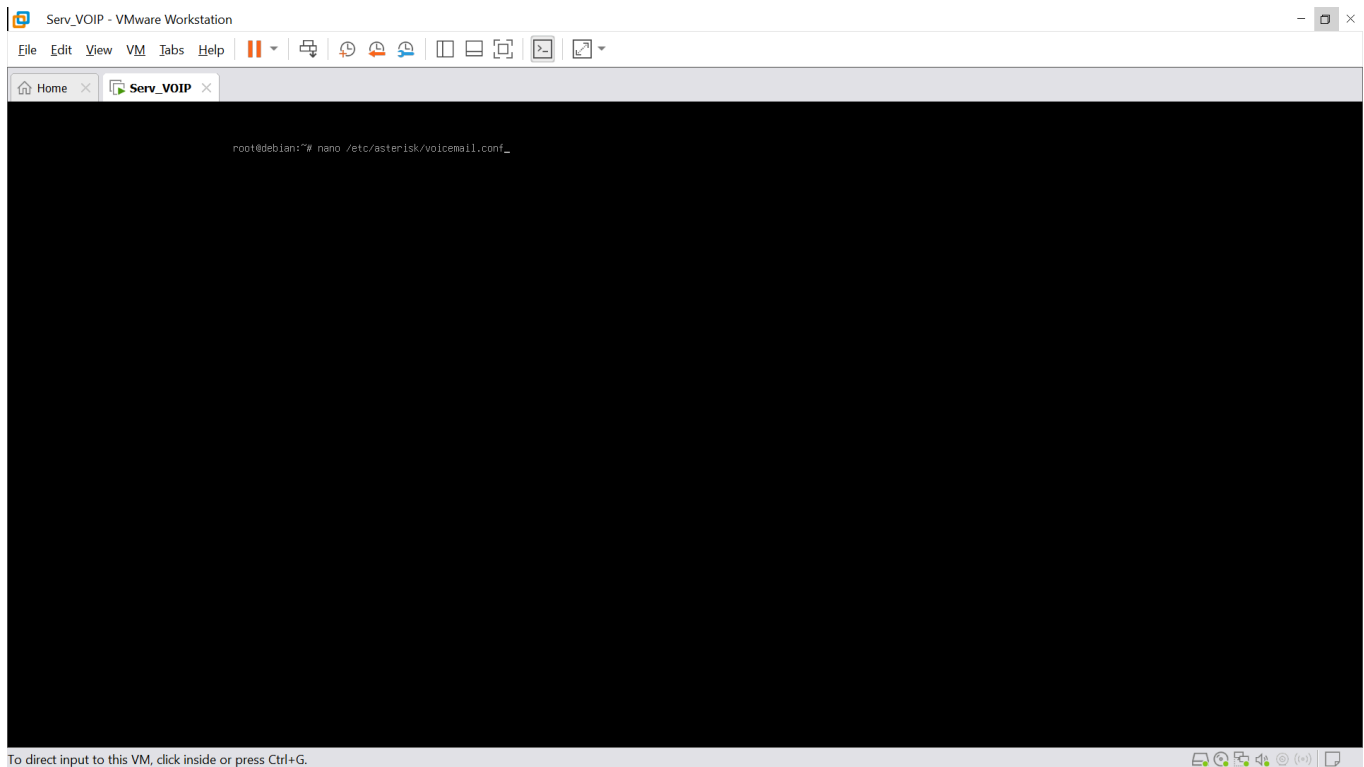 Serv_VOIP - VMware Workstation
File Edit View VM Tabs Help
Home Serv_VOIP
root@debian:~# nano /etc/asterisk/voicemail.conf_
To direct input to this VM, click inside or press Ctrl+G.